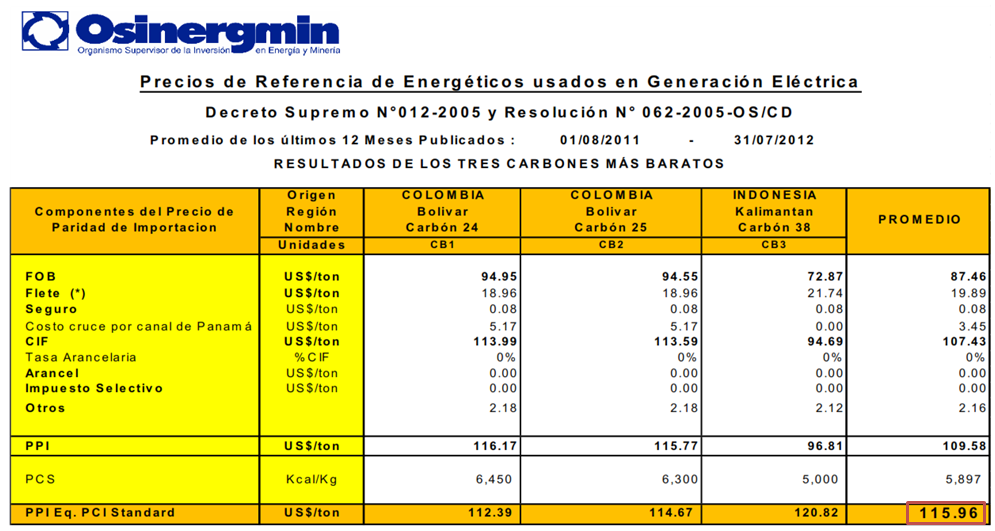 Osinergmin
Organismo Supervisor de la Inversión en Energía y Minería
Precios de Referencia de Energéticos usados en Generación Eléctrica
Decreto Supremo N°012-2005 y Resolución N° 062-2005-OS/CD
Promedio de los últimos 12 Meses Publicados : 01/08/2011 - 31/07/2012
RESULTADOS DE LOS TRES CARBONES MÁS BARATOS
Componentes del Precio de Paridad de Importacion Origen Región Nombre COLOMBIA Bolivar Carbón 24 COLOMBIA Bolivar Carbón 25 INDONESIA Kalimantan Carbón 38 PROMEDIO
Unidades CB1 CB2 CB3
FOB US$/ton 94.95 94.55 72.87 87.46
Flete (*) US$/ton 18.96 18.96 21.74 19.89
Seguro US$/ton 0.08 0.08 0.08 0.08
Costo cruce por canal de Panamá US$/ton 5.17 5.17 0.00 3.45
CIF US$/ton 113.99 113.59 94.69 107.43
Tasa Arancelaria %CIF 0% 0% 0% 0%
Arancel US$/ton 0.00 0.00 0.00 0.00
Impuesto Selectivo US$/ton 0.00 0.00 0.00 0.00
Otros 2.18 2.18 2.12 2.16
PPI US$/ton 116.17 115.77 96.81 109.58
PCS Kcal/Kg 6,450 6,300 5,000 5,897
PPI Eq. PCI Standard US$/ton 112.39 114.67 120.82 115.96